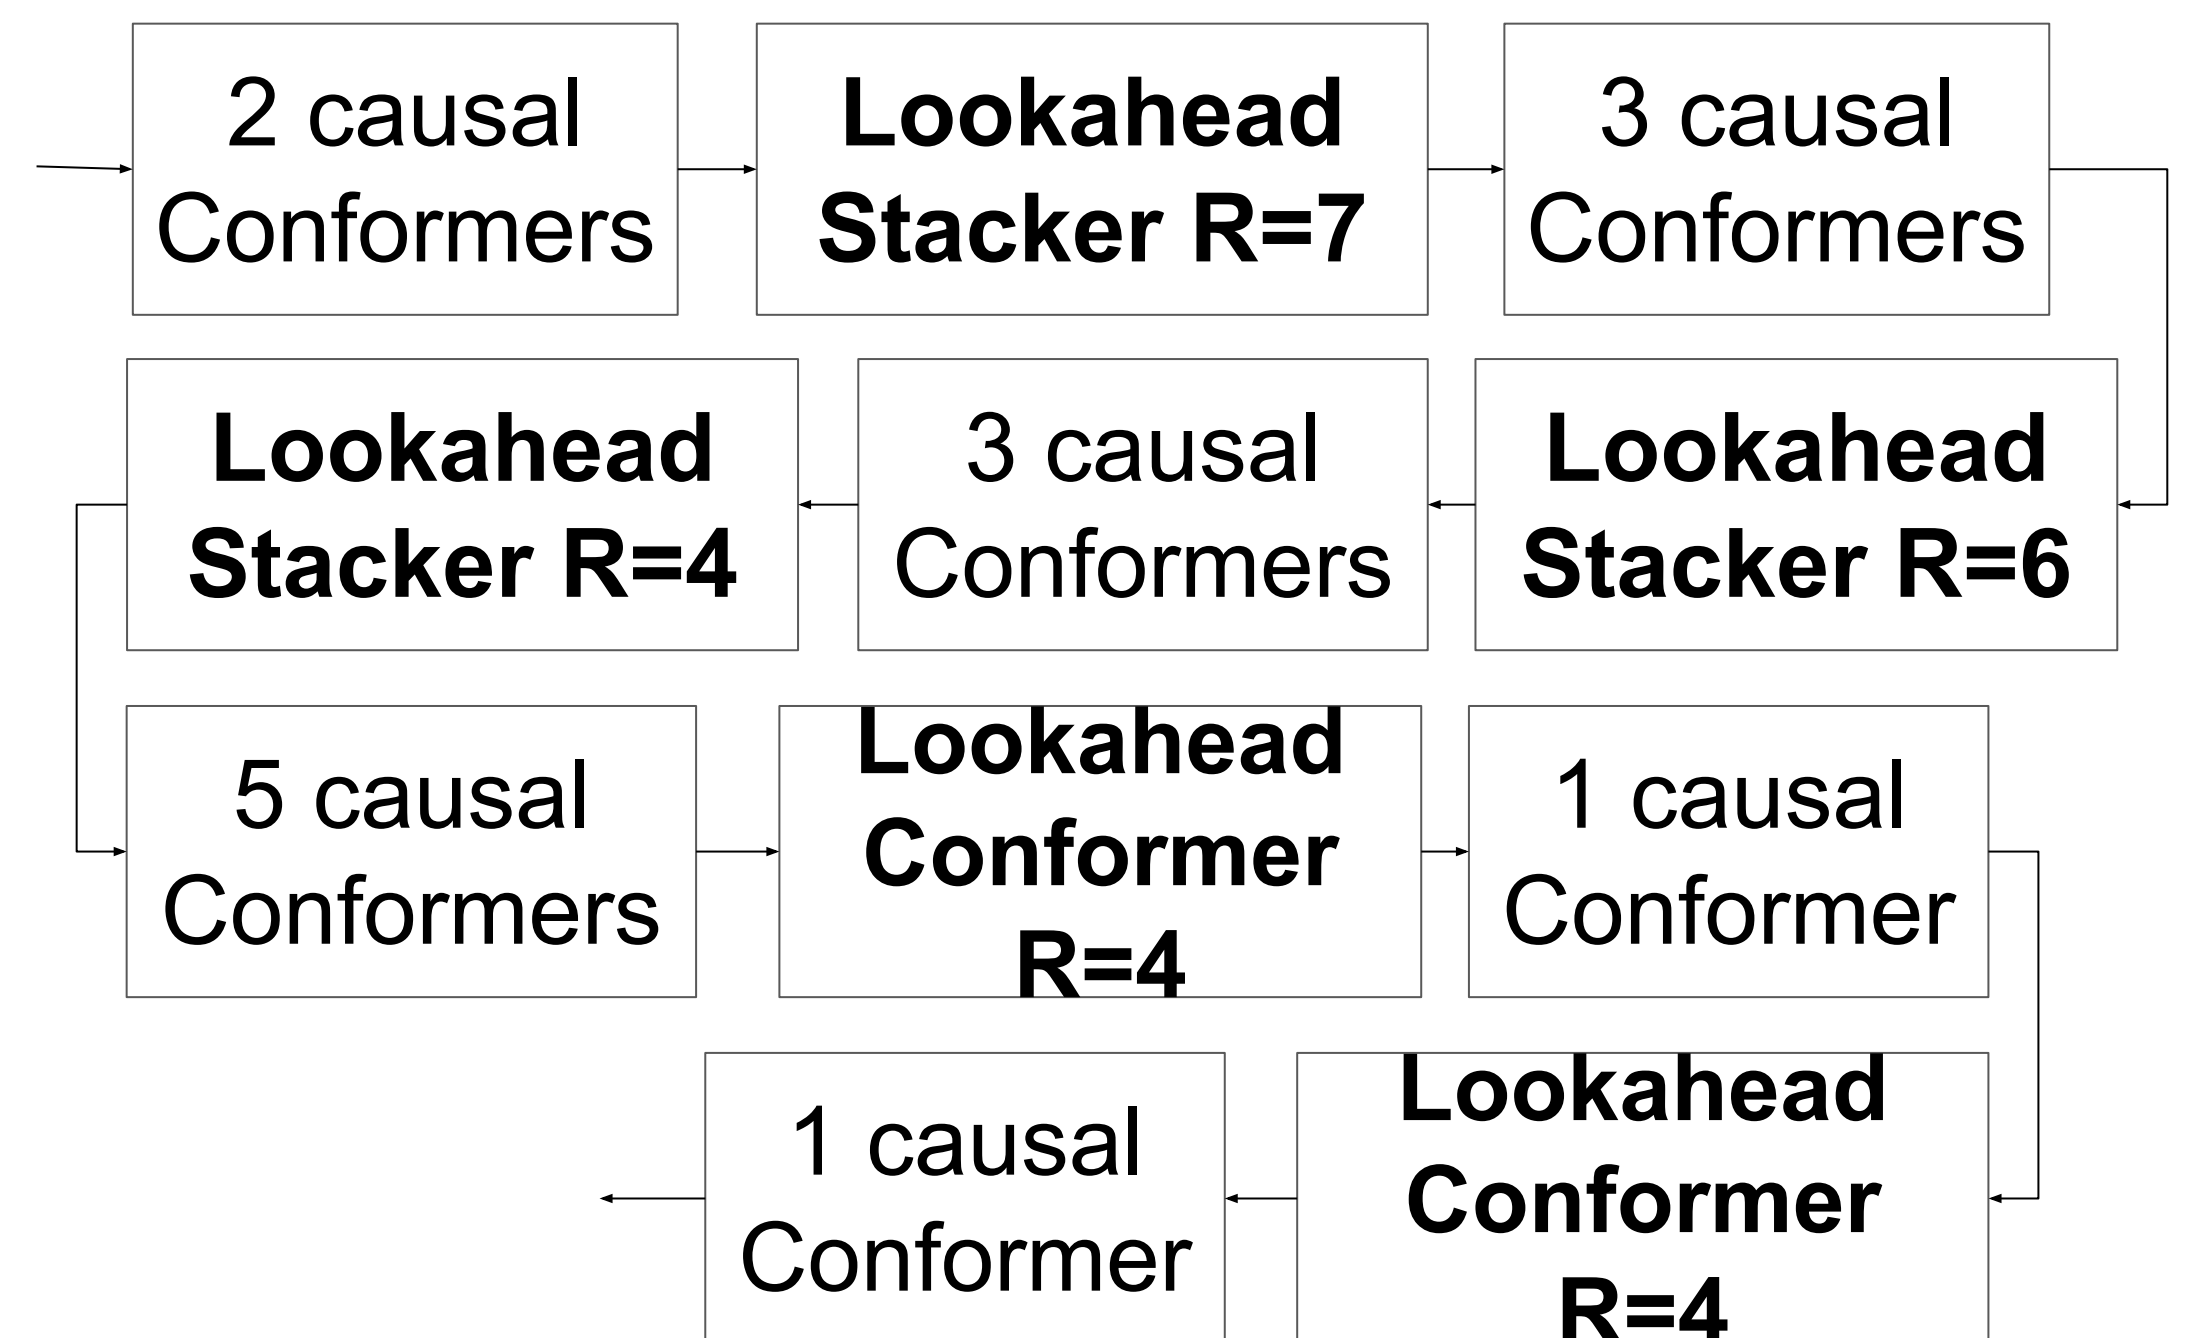 2 causal
Conformers
Lookahead
Stacker R=7
3 causal
Conformers
Lookahead
Stacker R=4
3 causal
Conformers
Lookahead
Stacker R=6
5 causal
Conformers
Lookahead
Conformer
R=4
1 causal
Conformer
1 causal
Conformer
Lookahead
Conformer
R=4